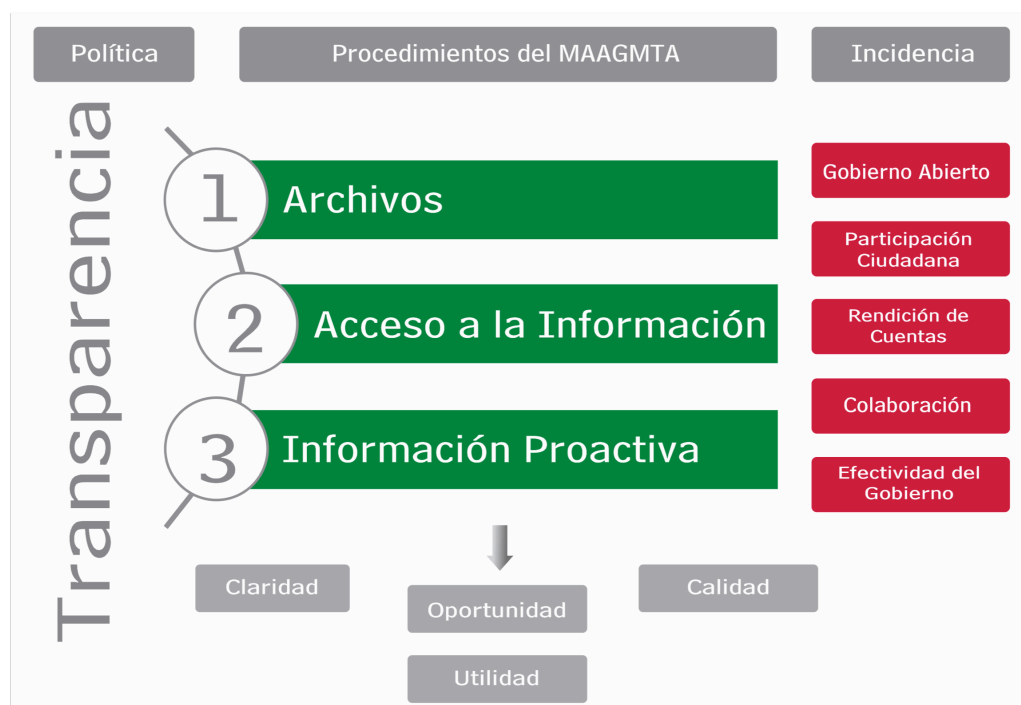 Política
Procedimientos del MAAGMTA
Incidencia
Transparencia
1
Archivos
2
Acceso a la Información
3
Información Proactiva
Gobierno Abierto
Participación
Ciudadana
Rendición de
Cuentas
Colaboración
Efectividad del
Gobierno
Claridad
Oportunidad
Calidad
Utilidad